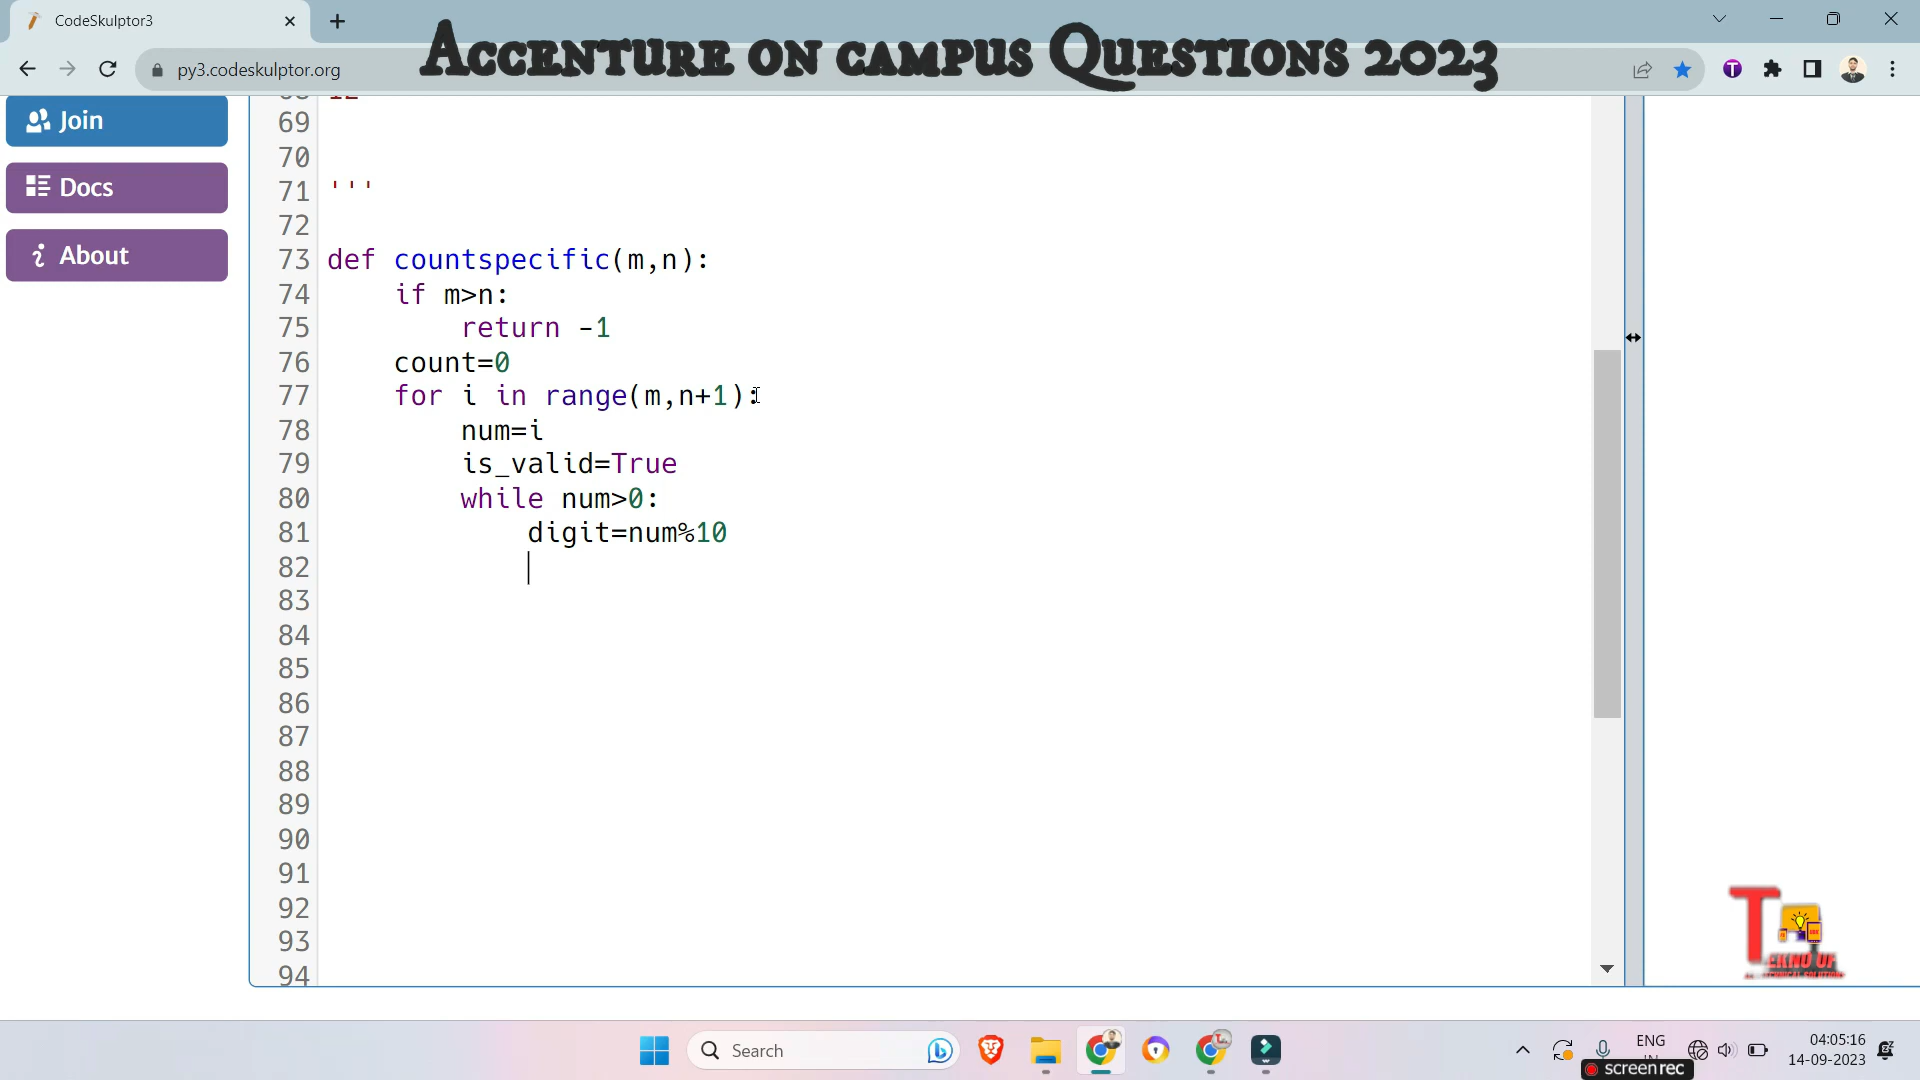 CodeSkulptor3
Accenture on campus Questions 2023
py3.codeskulptor.org
Join
Docs
About
69
70
71 '''
72
73 def countspecific(m,n):
74 if m>n:
75 return -1
76 count=0
77 for i in range(m,n+1):
78 num=i
79 is_valid=True
80 while num>0:
81 digit=num%10
82
83
84
85
86
87
88
89
90
91
92
93
94
Search
ENG
04:05:16
14-09-2023
screen rec